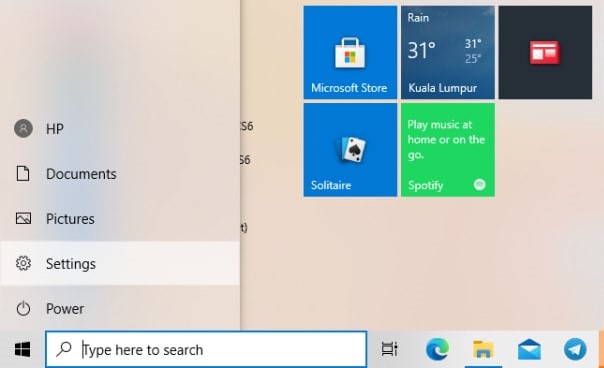 HP
Documents
Pictures
Settings
Power
S6
S6
t)
Microsoft Store
Rain
31°
31°
25°
Kuala Lumpur
Solitaire
Play music at
home or on the
go.
Spotify
Type here to search